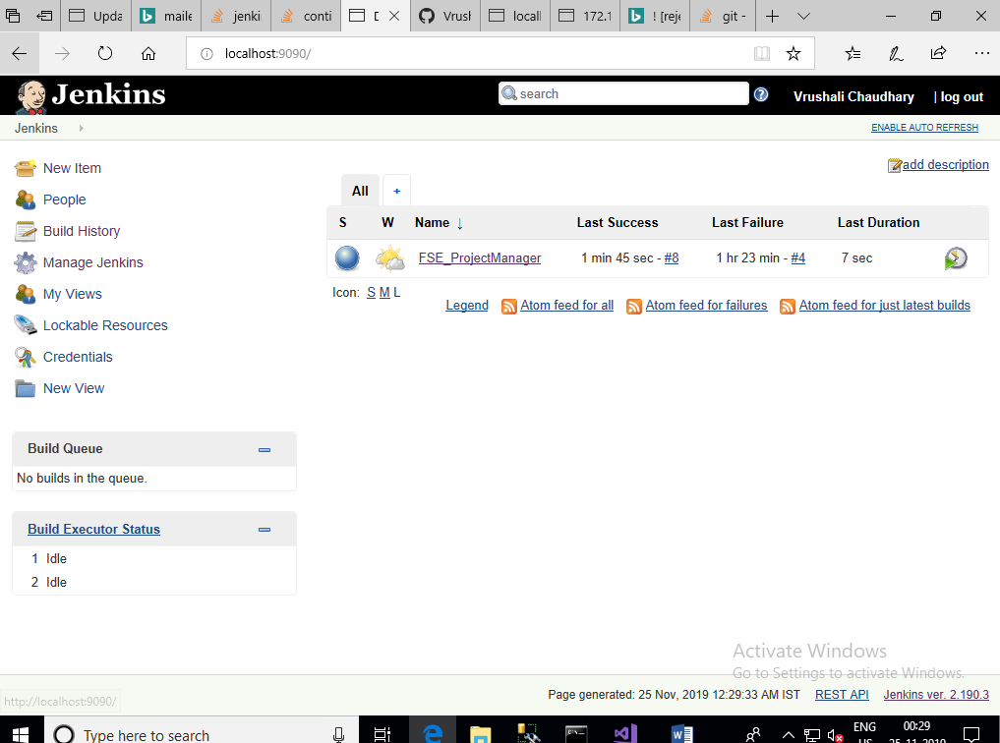 Upda
maile
jenki
conti
Vrush
locall
172.1
! [reje
git -
localhost:9090/
Jenkins
search
?
Vrushali Chaudhary
| log out
Jenkins
ENABLE AUTO REFRESH
New Item
People
Build History
Manage Jenkins
My Views
Lockable Resources
Credentials
New View
add description
All
+
S W Name ↓ Last Success Last Failure Last Duration
FSE_ProjectManager 1 min 45 sec - #8 1 hr 23 min - #4 7 sec
Icon: S M L
Legend Atom feed for all Atom feed for failures Atom feed for just latest builds
Build Queue
No builds in the queue.
Build Executor Status
1 Idle
2 Idle
Activate Windows
Go to Settings to activate Windows.
Page generated: 25 Nov, 2019 12:29:33 AM IST REST API Jenkins ver. 2.190.3
http://localhost:9090/
Type here to search
ENG
00:29
25-11-2019